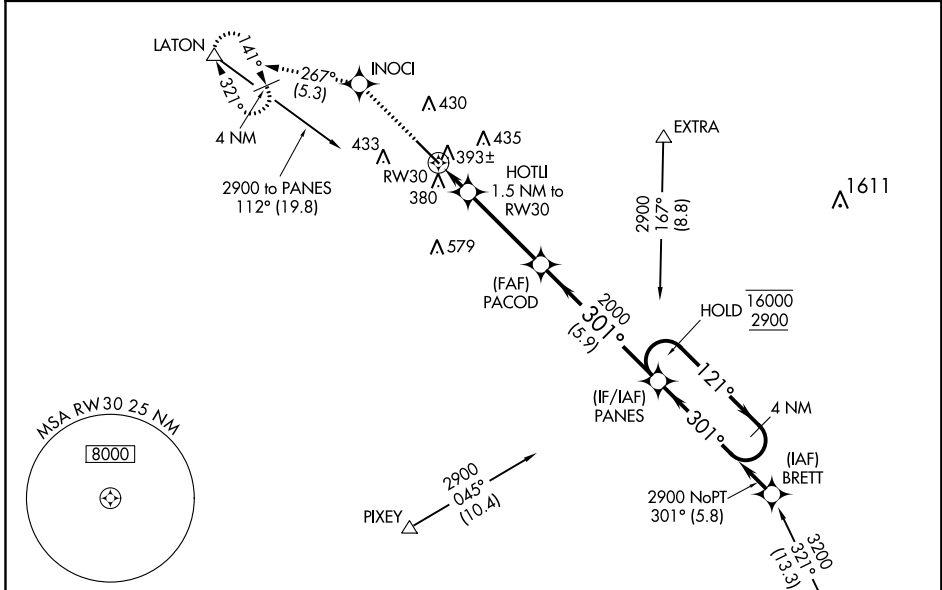 LATON
141°
321°
4 NM
267°
(5.3)
INOCI
430
433
435
393±
RW30
380
HOTLI
1.5 NM to
RW30
2900 to PANES
112° (19.8)
579
EXTRA
2900
167°
(8.8)
1611
(FAF)
PACOD
2000
301°
(5.9)
HOLD
16000
2900
121°
301°
4 NM
(IF/IAF)
PANES
(IAF)
BRETT
2900 NoPT
301° (5.8)
3200
321°
(13.3)
PIXEY
2900
045°
(10.4)
MSA RW30 25 NM
8000